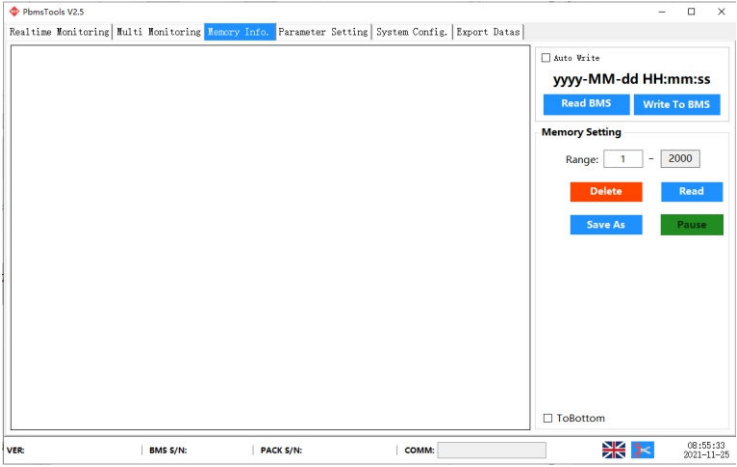 PbmsTools V2.5
Realtime Monitoring Multi Monitoring Memory Info. Parameter Setting System Config. Export Datas
Auto Write
yyyy-MM-dd HH:mm:ss
Read BMS Write To BMS
Memory Setting
Range: 1 - 2000
Delete Read
Save As Pause
ToBottom
VER: BMS S/N: PACK S/N: COMM: 08:55:33
2021-11-25